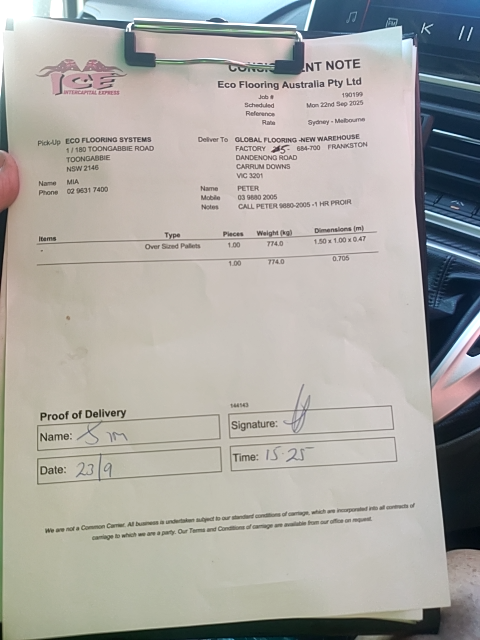 ICE
INTERCAPITAL EXPRESS
ENT NOTE
Eco Flooring Australia Pty Ltd
Job # 190199
Scheduled Mon 22nd Sep 2025
Reference
Rate Sydney - Melbourne
Pick-Up ECO FLOORING SYSTEMS
1 / 180 TOONGABBIE ROAD
TOONGABBIE
NSW 2146
Name MIA
Phone 02 9631 7400
Deliver To GLOBAL FLOORING -NEW WAREHOUSE
FACTORY 684-700 FRANKSTON
DANDENONG ROAD
CARRUM DOWNS
VIC 3201
Name PETER
Mobile 03 9880 2005
Notes CALL PETER 9880-2005 -1 HR PROIR
Items Type Pieces Weight (kg) Dimensions (m)
- Over Sized Pallets 1.00 774.0 1.50 x 1.00 x 0.47
1.00 774.0 0.705
Proof of Delivery
144143
Name:
Signature:
Date: 23/9
Time: 15.25
We are not a Common Carrier. All business is undertaken subject to our standard conditions of carriage, which are incorporated into all contracts of
carriage to which we are a party. Our Terms and Conditions of carriage are available from our office on request.